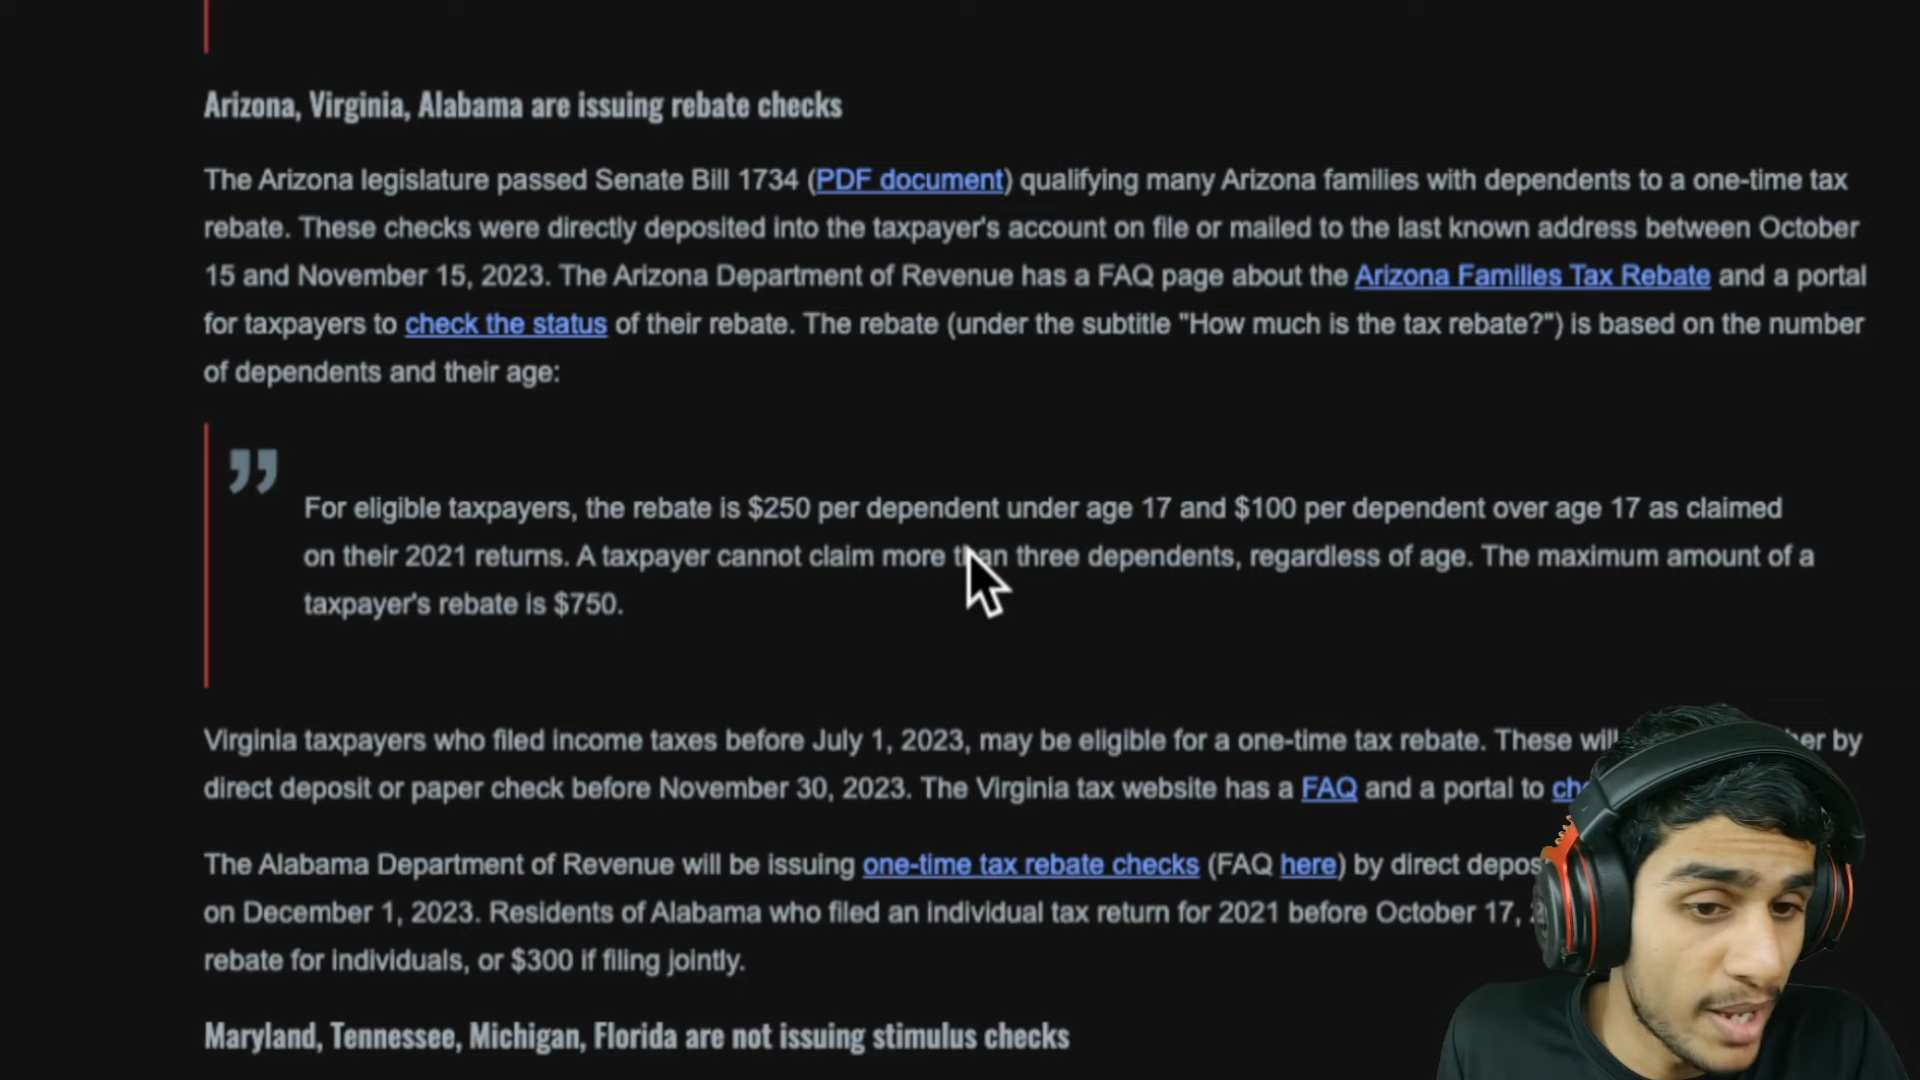 Arizona, Virginia, Alabama are issuing rebate checks
The Arizona legislature passed Senate Bill 1734 (PDF document) qualifying many Arizona families with dependents to a one-time tax
rebate. These checks were directly deposited into the taxpayer's account on file or mailed to the last known address between October
15 and November 15, 2023. The Arizona Department of Revenue has a FAQ page about the Arizona Families Tax Rebate and a portal
for taxpayers to check the status of their rebate. The rebate (under the subtitle "How much is the tax rebate?") is based on the number
of dependents and their age:
”
For eligible taxpayers, the rebate is $250 per dependent under age 17 and $100 per dependent over age 17 as claimed
on their 2021 returns. A taxpayer cannot claim more than three dependents, regardless of age. The maximum amount of a
taxpayer's rebate is $750.
Virginia taxpayers who filed income taxes before July 1, 2023, may be eligible for a one-time tax rebate. These will by
direct deposit or paper check before November 30, 2023. The Virginia tax website has a FAQ and a portal to
The Alabama Department of Revenue will be issuing one-time tax rebate checks (FAQ here) by direct
on December 1, 2023. Residents of Alabama who filed an individual tax return for 2021 before October 17,
rebate for individuals, or $300 if filing jointly.
Maryland, Tennessee, Michigan, Florida are not issuing stimulus checks